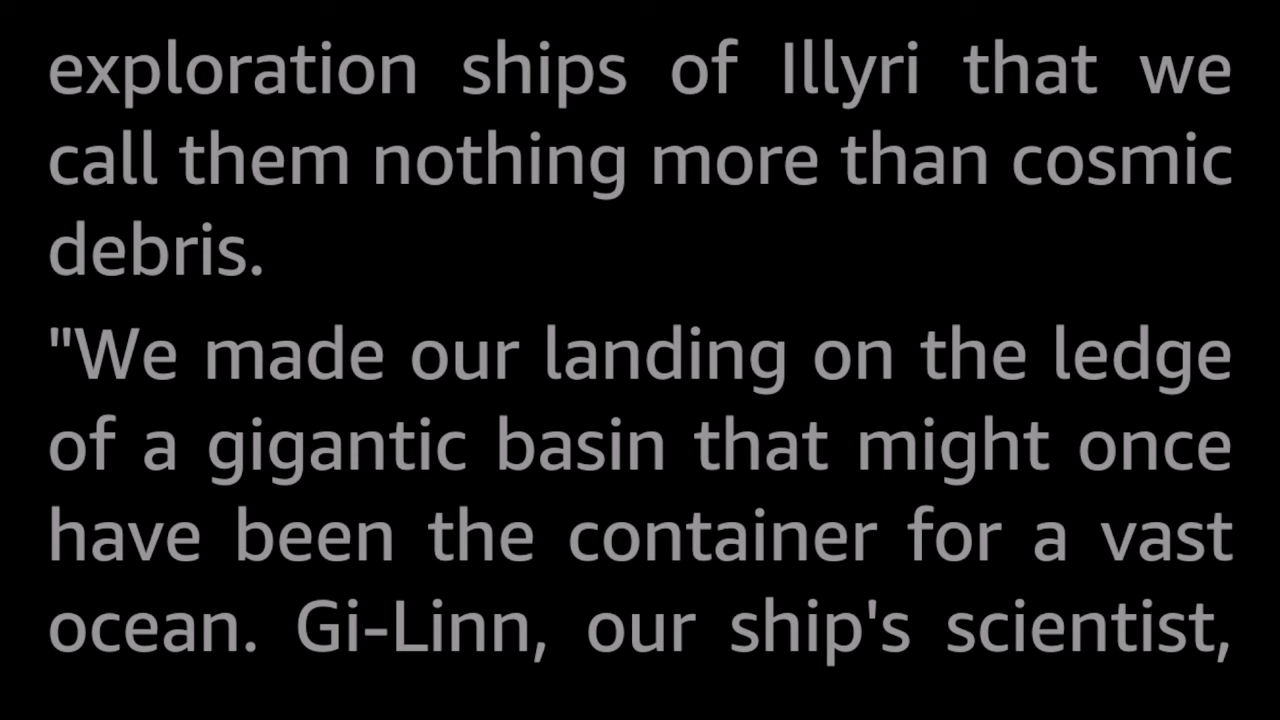 exploration ships of Illyri that we
call them nothing more than cosmic
debris.
"We made our landing on the ledge
of a gigantic basin that might once
have been the container for a vast
ocean. Gi-Linn, our ship's scientist,